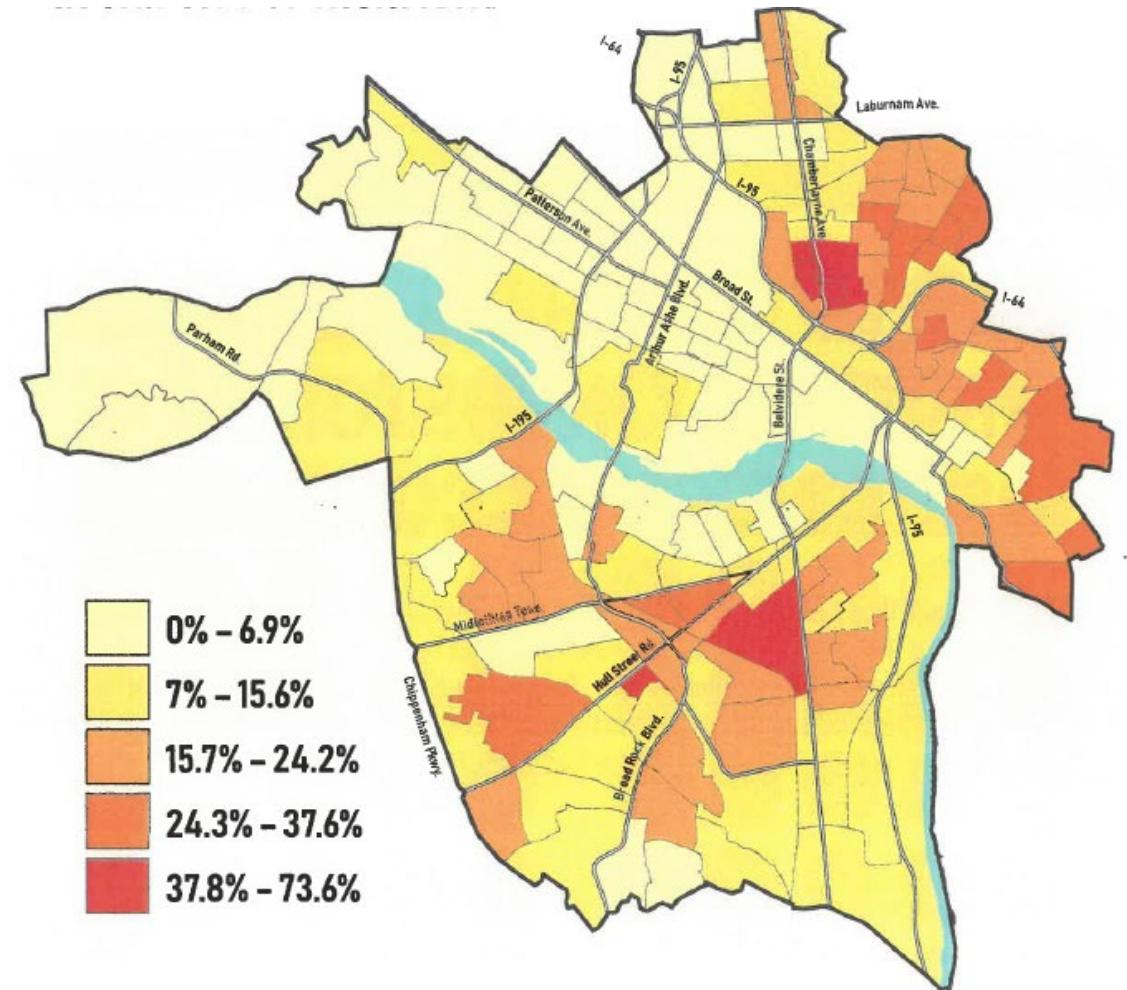 I-64
I-95
Laburnam Ave.
Chamberlayne Ave
I-95
Patterson Ave.
Broad St.
I-64
Arthur Ashe Blvd.
Parham Rd.
Belvidere St.
I-195
I-95
Midlothian Tpke.
Hull Street Rd
Chippenham Pkwy.
Broad Rock Blvd.
0% – 6.9%
7% – 15.6%
15.7% – 24.2%
24.3% – 37.6%
37.8% – 73.6%